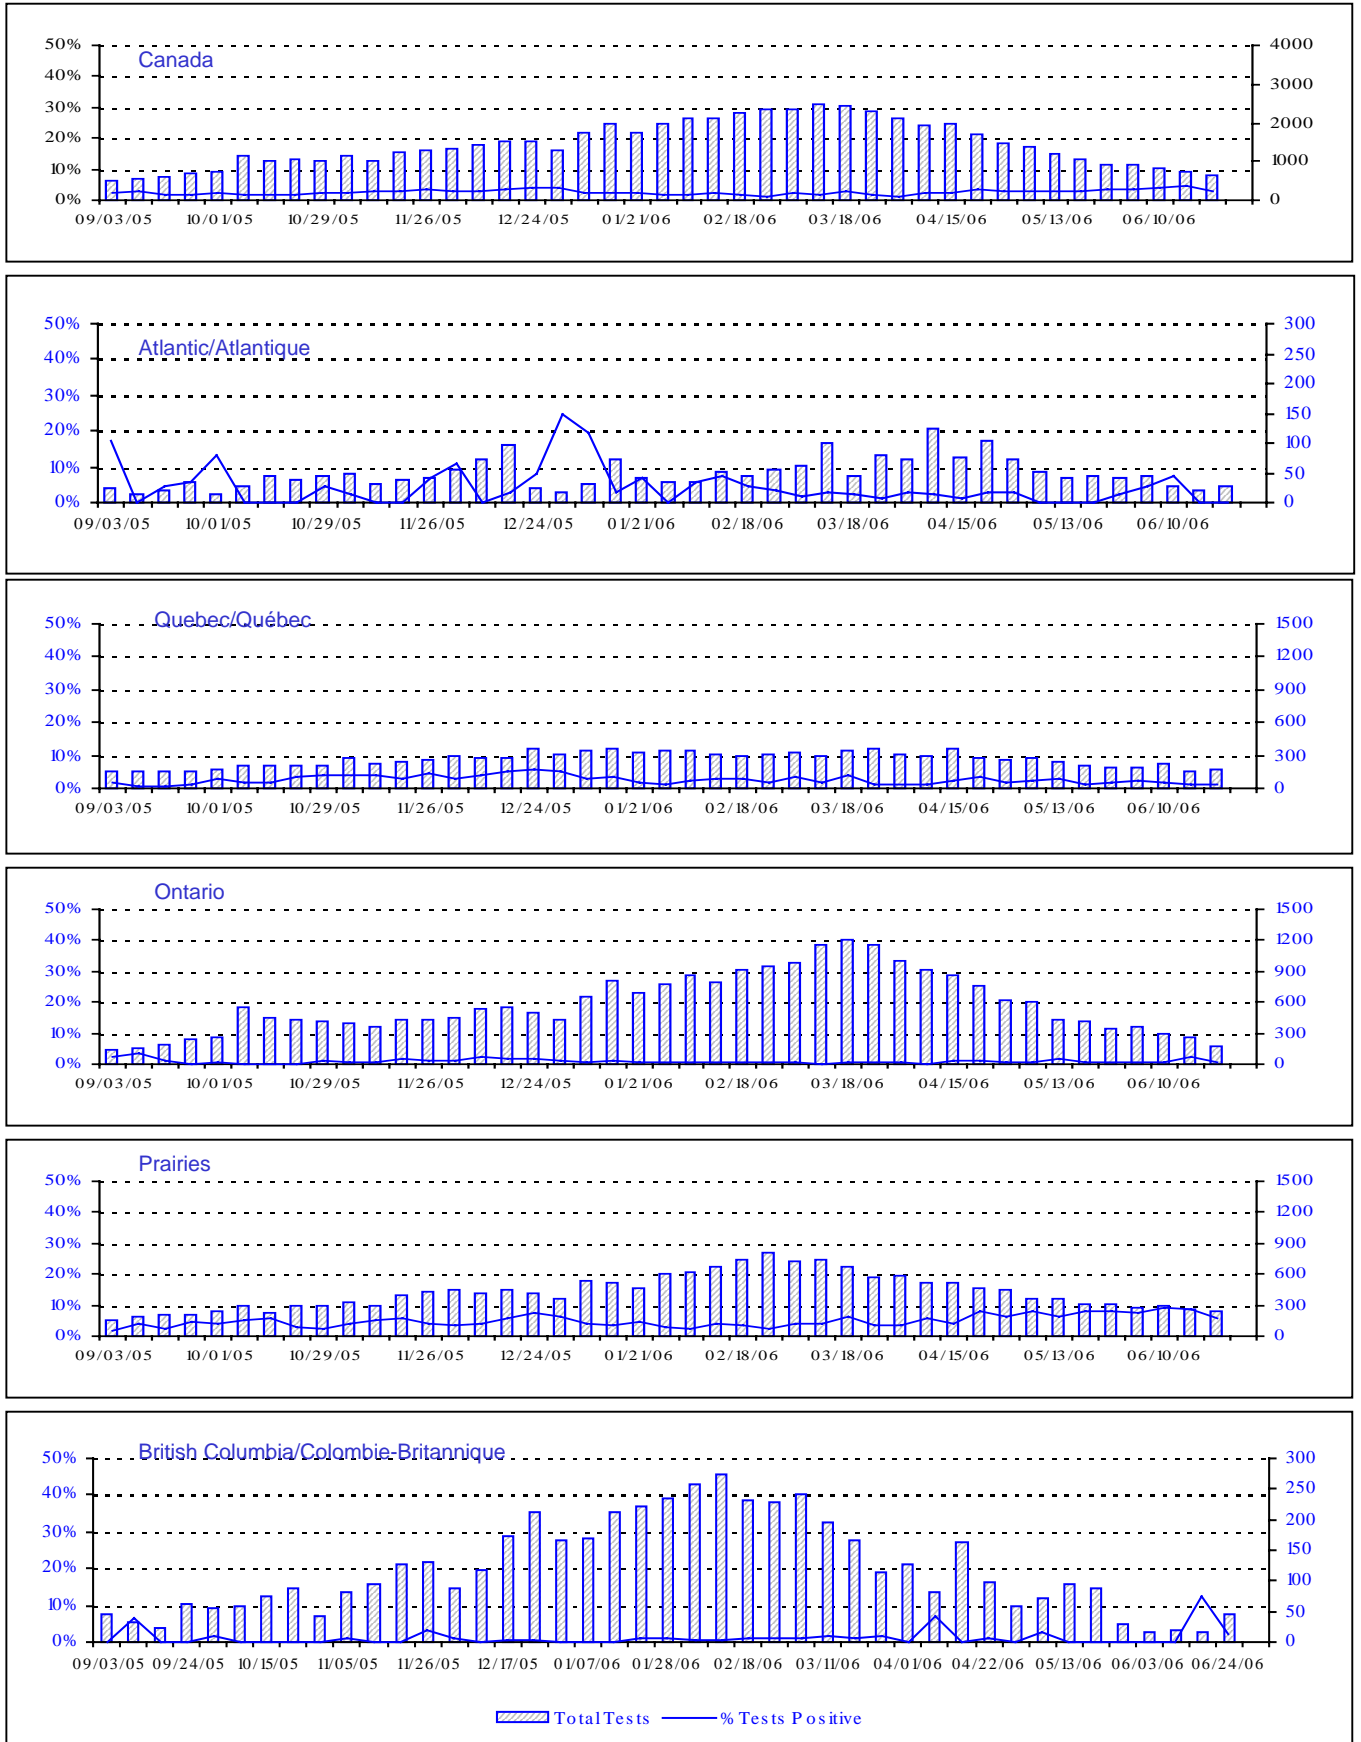 Canada
50% 4000
40%
30% 3000
20% 2000
10% 1000
0% 0
09/03/05 10/01/05 10/29/05 11/26/05 12/24/05 01/21/06 02/18/06 03/18/06 04/15/06 05/13/06 06/10/06
Atlantic/Atlantique
50% 300
40% 250
30% 200
20% 150
10% 100
0% 50
0
09/03/05 10/01/05 10/29/05 11/26/05 12/24/05 01/21/06 02/18/06 03/18/06 04/15/06 05/13/06 06/10/06
Quebec/Québec
50% 1500
40% 1200
30% 900
20% 600
10% 300
0% 0
09/03/05 10/01/05 10/29/05 11/26/05 12/24/05 01/21/06 02/18/06 03/18/06 04/15/06 05/13/06 06/10/06
Ontario
50% 1500
40% 1200
30% 900
20% 600
10% 300
0% 0
09/03/05 10/01/05 10/29/05 11/26/05 12/24/05 01/21/06 02/18/06 03/18/06 04/15/06 05/13/06 06/10/06
Prairies
50% 1500
40% 1200
30% 900
20% 600
10% 300
0% 0
09/03/05 10/01/05 10/29/05 11/26/05 12/24/05 01/21/06 02/18/06 03/18/06 04/15/06 05/13/06 06/10/06
British Columbia/Colombie-Britannique
50% 300
40% 250
30% 200
20% 150
10% 100
0% 50
0
09/03/05 09/24/05 10/15/05 11/05/05 11/26/05 12/17/05 01/07/06 01/28/06 02/18/06 03/11/06 04/01/06 04/22/06 05/13/06 06/03/06 06/24/06
Total Tests % Tests Positive